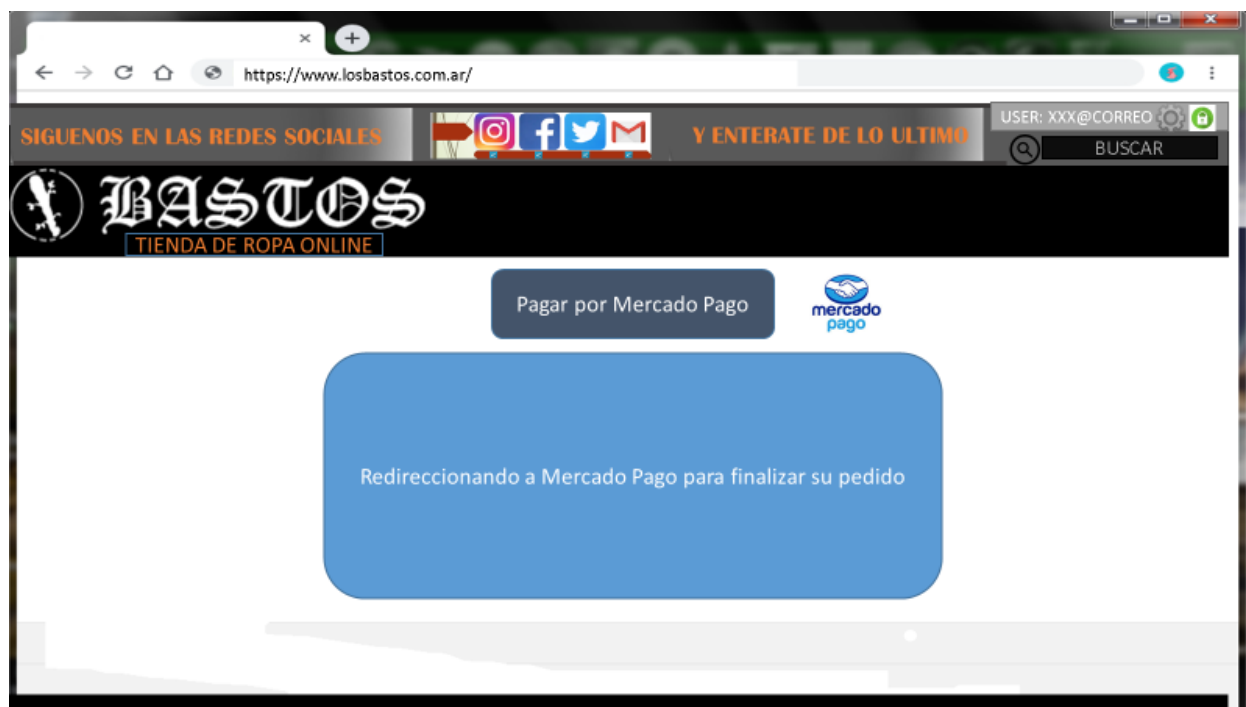 https://www.losbastos.com.ar/
SIGUENOS EN LAS REDES SOCIALES
Y ENTERATE DE LO ULTIMO
USER: XXX@CORREO
BUSCAR
BASTOS
TIENDA DE ROPA ONLINE
Pagar por Mercado Pago
mercado
pago
Redireccionando a Mercado Pago para finalizar su pedido